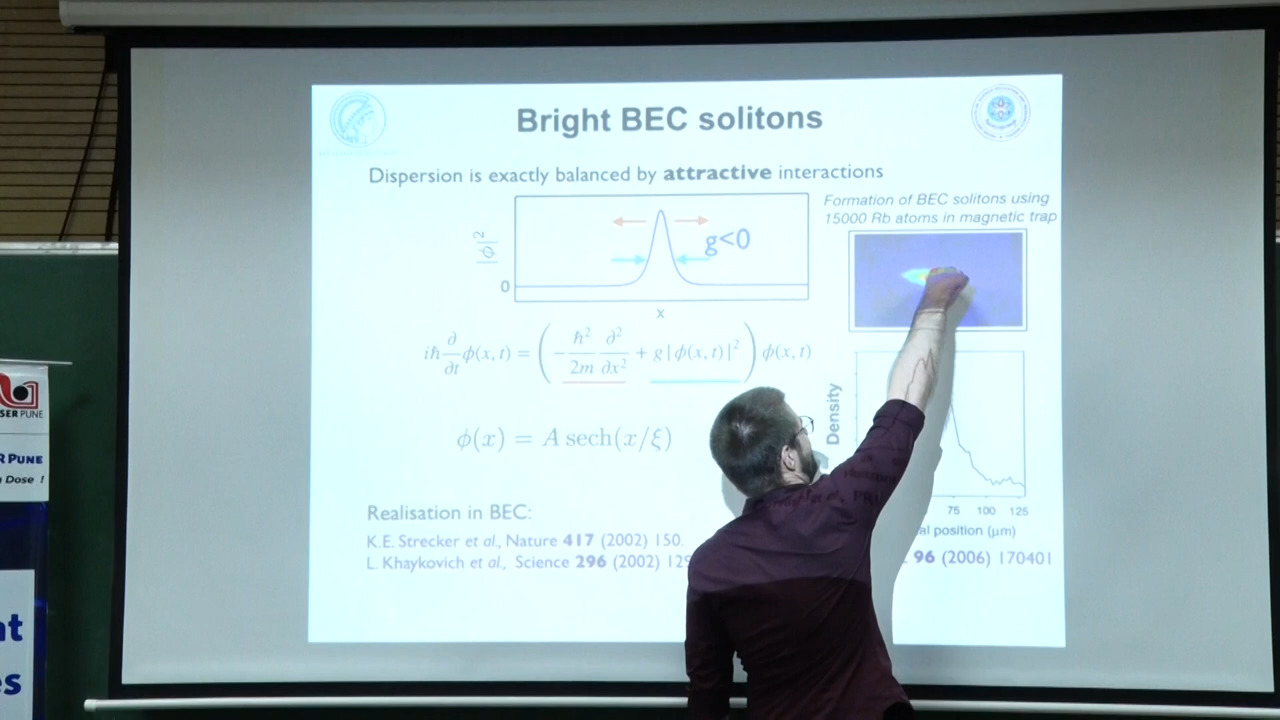 Bright BEC solitons
Dispersion is exactly balanced by attractive interactions
Formation of BEC solitons using
15000 Rb atoms in magnetic trap
|ϕ|²
g<0
0
x
iħ ∂/∂t ϕ(x, t) = ( − ħ²/2m ∂²/∂x² + g|ϕ(x, t)|² ) ϕ(x, t)
Density
ϕ(x) = A sech(x/ξ)
75 100 125
al position (μm)
Realisation in BEC:
K.E. Strecker et al., Nature 417 (2002) 150.
L. Khaykovich et al., Science 296 (2002) 129
96 (2006) 170401
SER PUNE
R PUNE
Dose !
nt
es